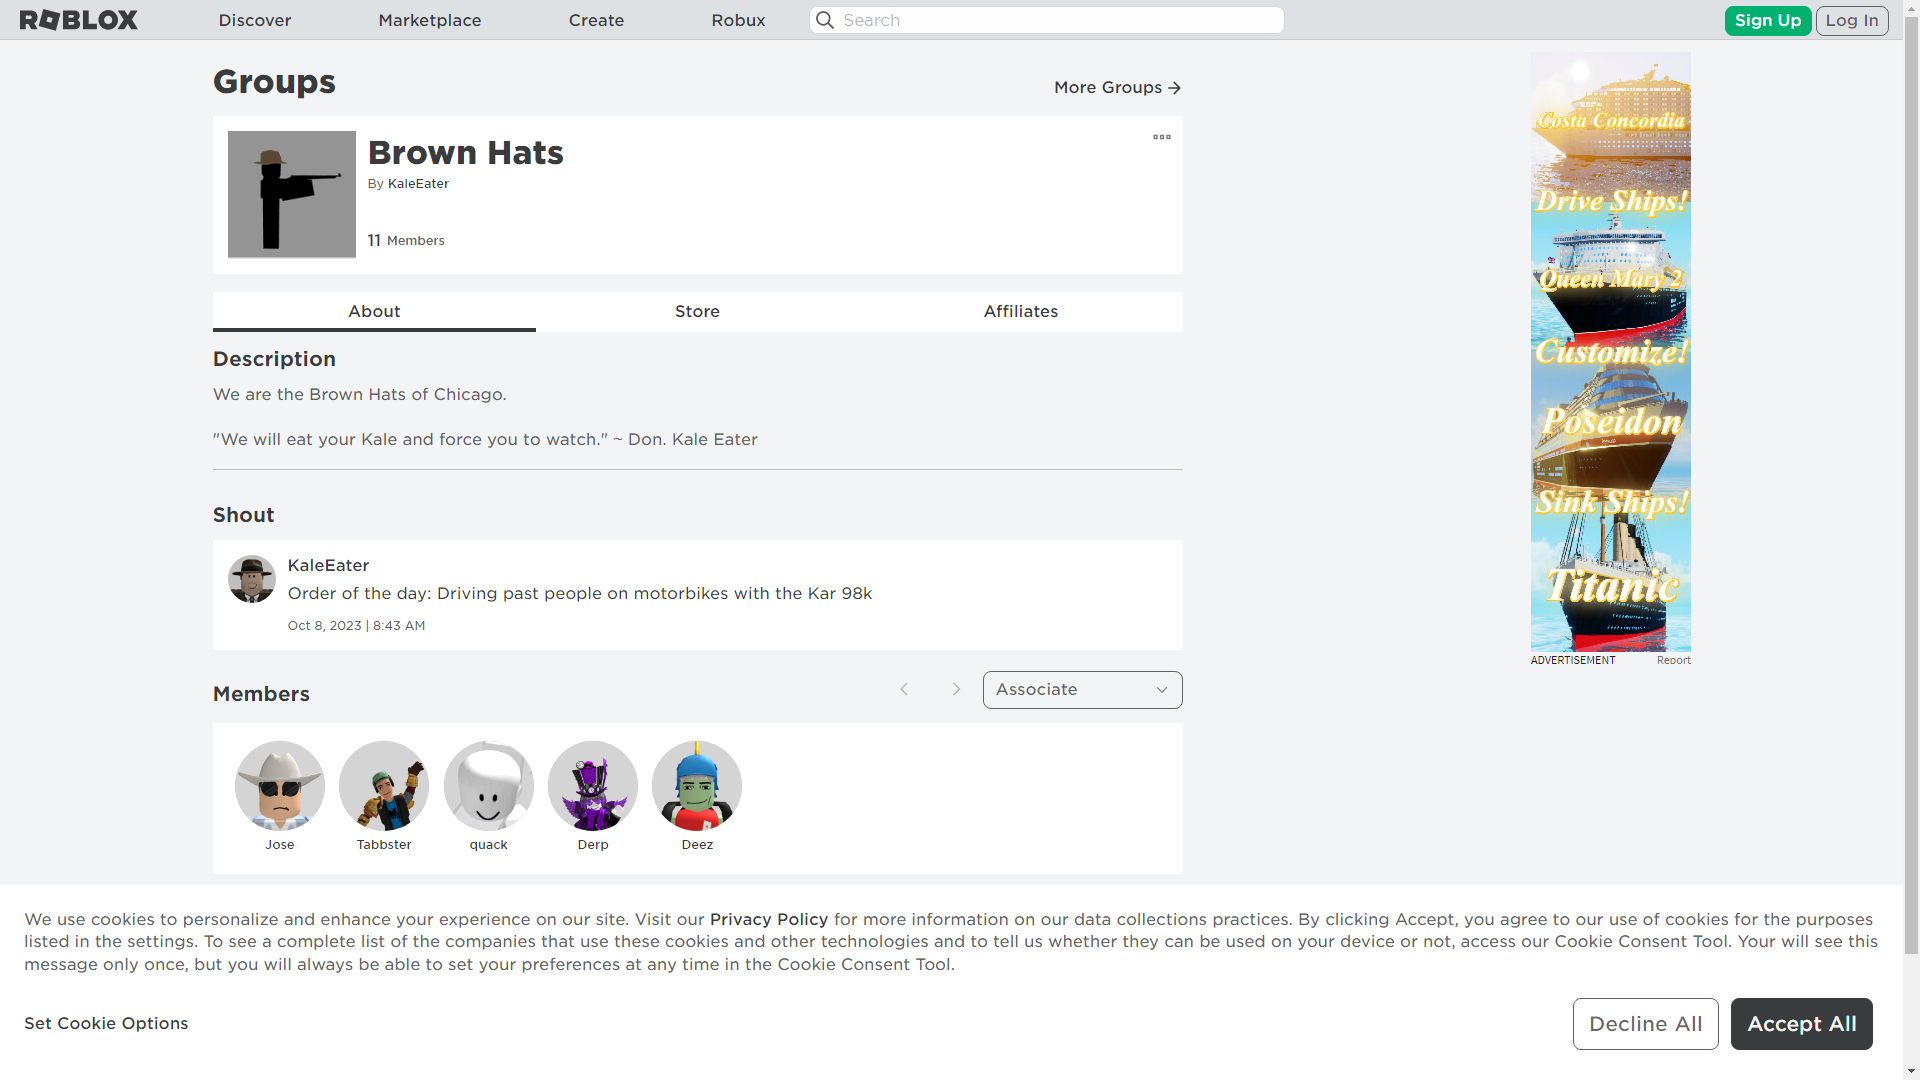 ROBLOX
Discover
Marketplace
Create
Robux
Search
Sign Up
Log In
Groups
More Groups
Brown Hats
By KaleEater
11 Members
About
Store
Affiliates
Description
We are the Brown Hats of Chicago.
"We will eat your Kale and force you to watch." ~ Don. Kale Eater
Shout
KaleEater
Order of the day: Driving past people on motorbikes with the Kar 98k
Oct 8, 2023 | 8:43 AM
Members
Associate
Jose
Tabbster
quack
Derp
Deez
Costa Concordia
Drive Ships!
Queen Mary 2
Customize!
Poseidon
Sink Ships!
Titanic
ADVERTISEMENT
Report
We use cookies to personalize and enhance your experience on our site. Visit our Privacy Policy for more information on our data collections practices. By clicking Accept, you agree to our use of cookies for the purposes
listed in the settings. To see a complete list of the companies that use these cookies and other technologies and to tell us whether they can be used on your device or not, access our Cookie Consent Tool. Your will see this
message only once, but you will always be able to set your preferences at any time in the Cookie Consent Tool.
Set Cookie Options
Decline All
Accept All